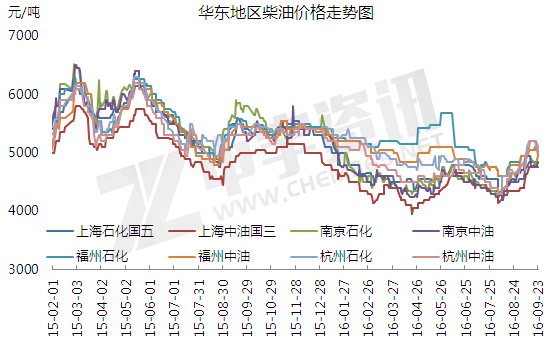 华东地区柴油价格走势图
元/吨
7000
6000
5000
4000
3000
上海石化国五 上海中油国三 南京石化 南京中油
福州石化 福州中油 杭州石化 杭州中油
15-02-01 15-03-03 15-04-02 15-05-02 15-06-01 15-07-01 15-07-31 15-08-30 15-09-29 15-10-29 15-11-28 15-12-28 16-01-27 16-02-26 16-03-27 16-04-26 16-05-26 16-06-25 16-07-25 16-08-24 16-09-23